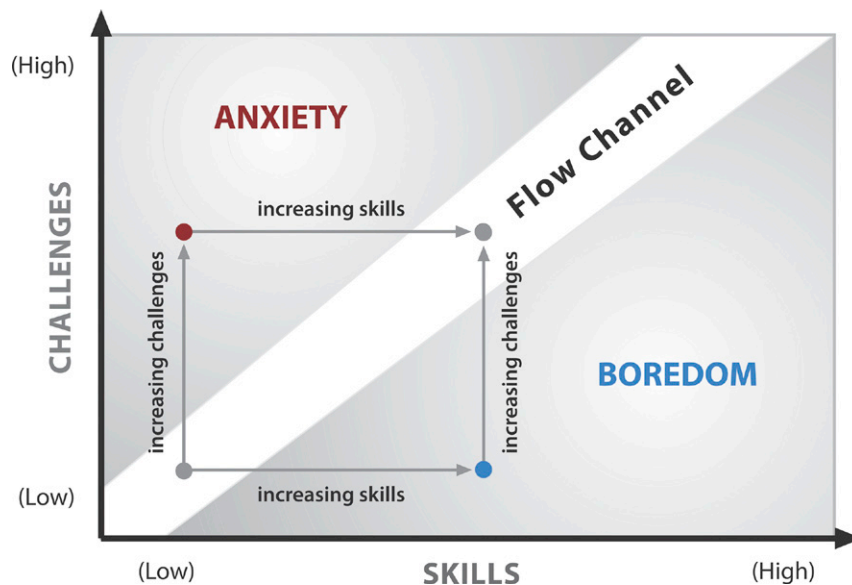 (High)
ANXIETY
Flow Channel
increasing skills
CHALLENGES
increasing challenges
increasing challenges
BOREDOM
(Low)
increasing skills
(Low)
SKILLS
(High)